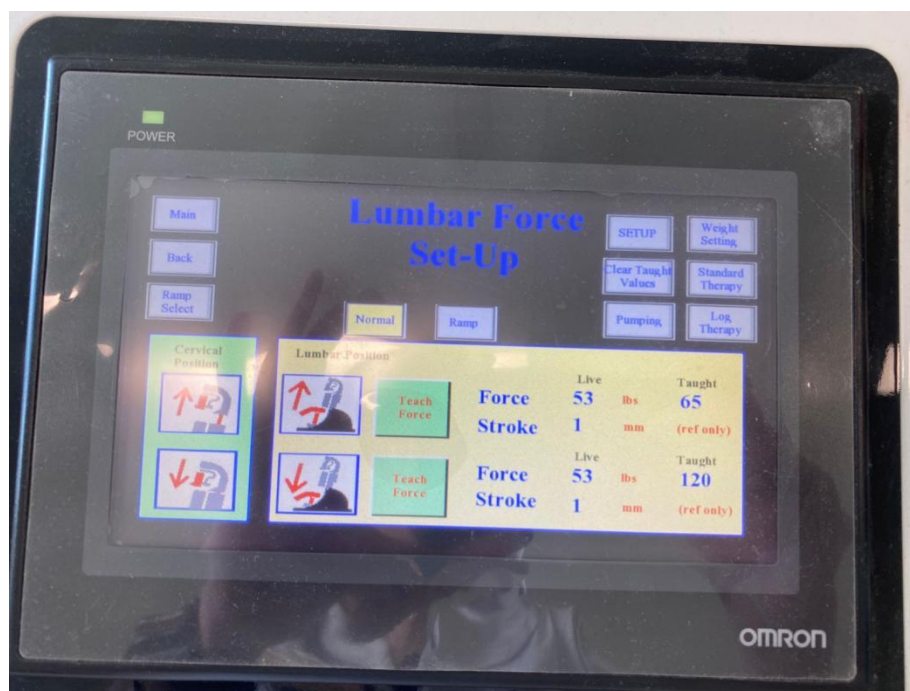 POWER
Main
Lumbar Force
Set-Up
SETUP
Weight
Setting
Back
Clear Taught
Values
Standard
Therapy
Ramp
Select
Normal
Ramp
Pumping
Log
Therapy
Cervical
Position
Lumbar Position
Teach
Force
Live
Taught
Force 53 lbs 65
Stroke 1 mm (ref only)
Teach
Force
Live
Taught
Force 53 lbs 120
Stroke 1 mm (ref only)
OMRON